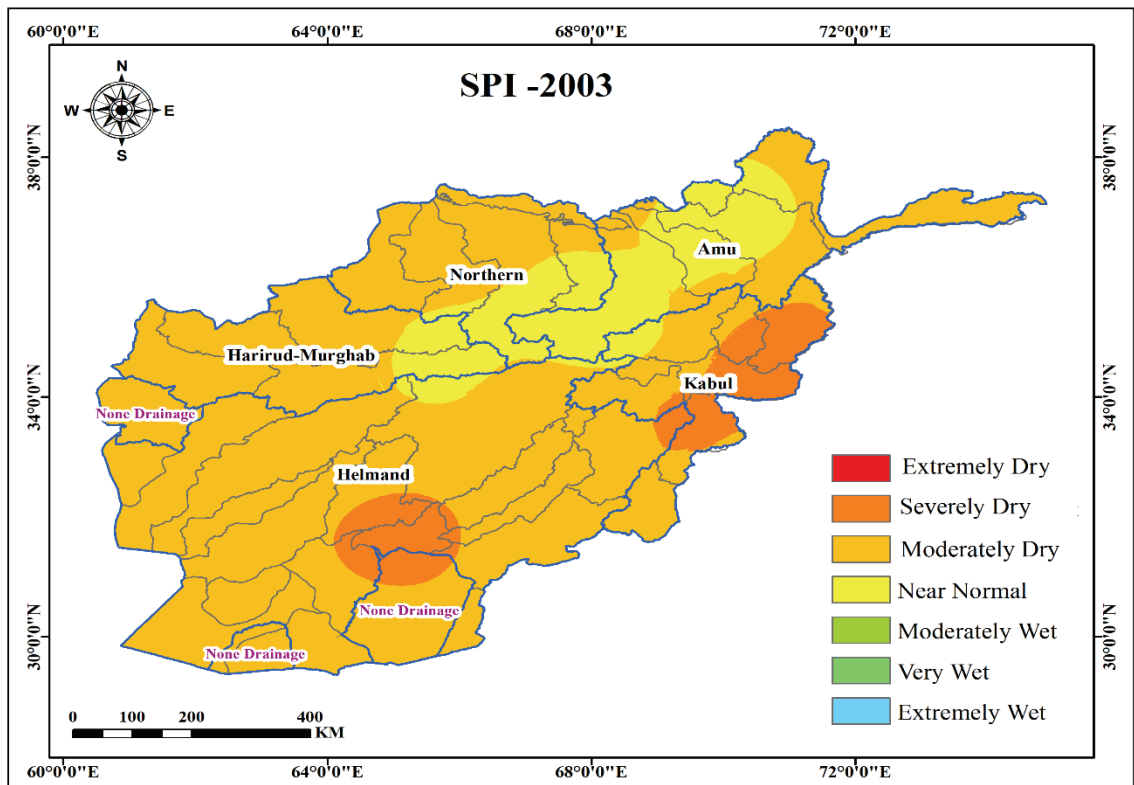 60°0'0"E 64°0'0"E 68°0'0"E 72°0'0"E
SPI -2003
N
W E
S
38°0'0"N 38°0'0"N
Amu
Northern
Harirud-Murghab
Kabul
34°0'0"N 34°0'0"N
None Drainage
Helmand
Extremely Dry
Severely Dry
Moderately Dry
Near Normal
None Drainage
Moderately Wet
30°0'0"N 30°0'0"N
None Drainage
Very Wet
Extremely Wet
0 100 200 400
KM
60°0'0"E 64°0'0"E 68°0'0"E 72°0'0"E